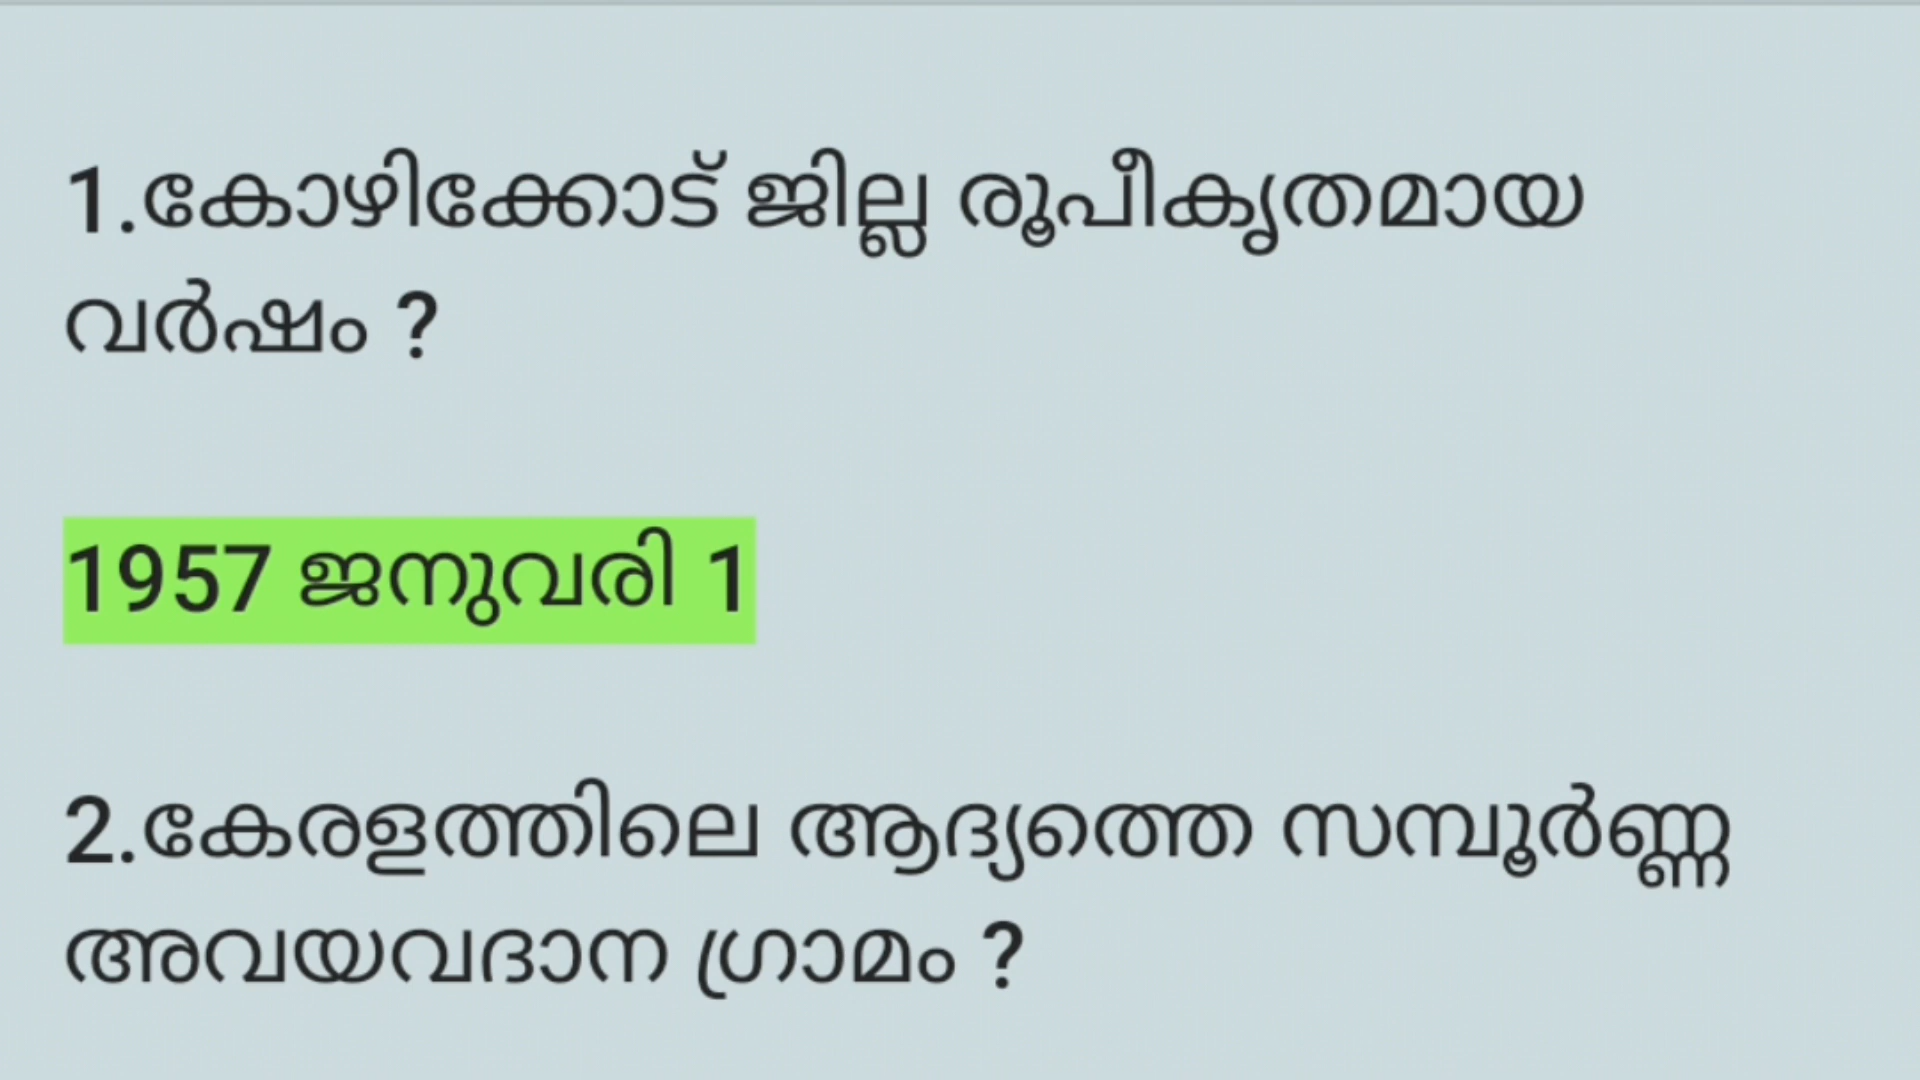 1.കോഴിക്കോട് ജില്ല രൂപീകൃതമായ
വർഷം ?
1957 ജനുവരി 1
2.കേരളത്തിലെ ആദ്യത്തെ സമ്പൂർണ്ണ
അവയവദാന ഗ്രാമം ?